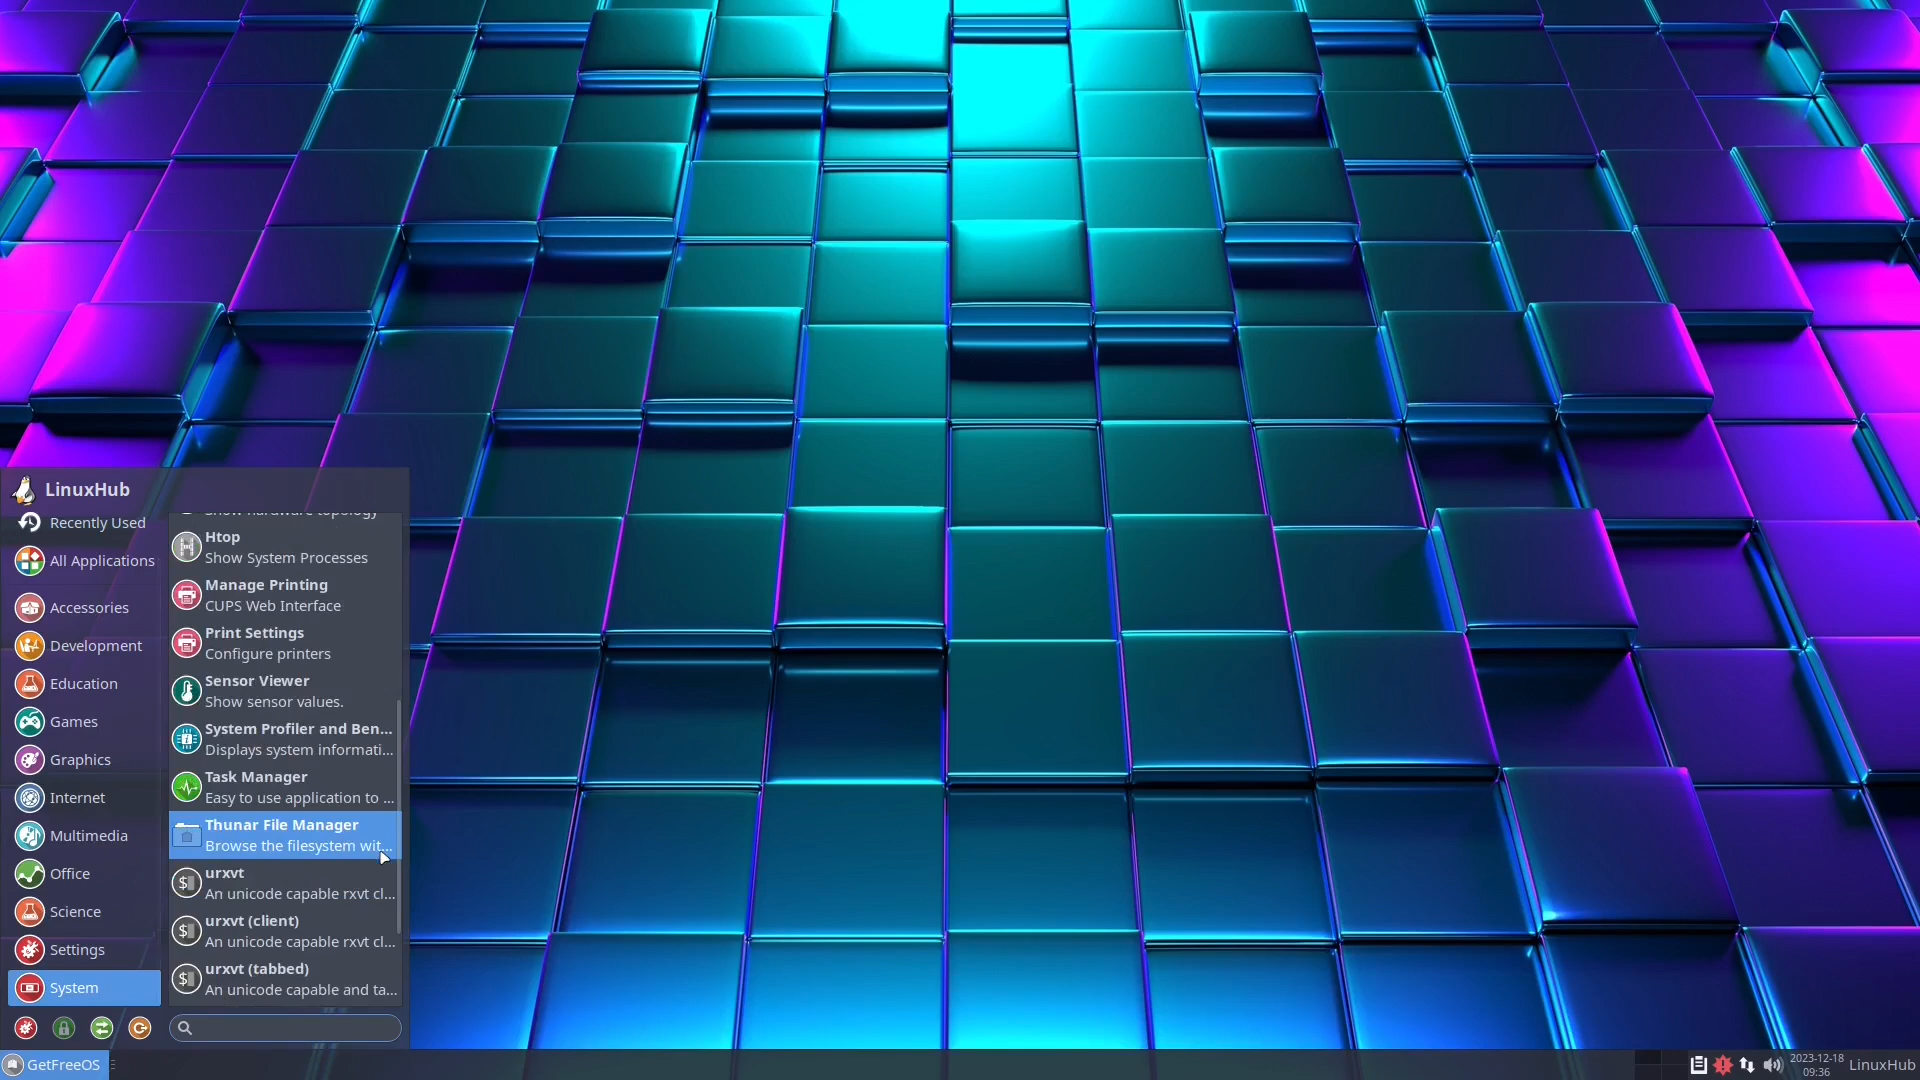 LinuxHub
Recently Used
All Applications
Accessories
Development
Education
Games
Graphics
Internet
Multimedia
Office
Science
Settings
System
Show hardware topology
Htop
Show System Processes
Manage Printing
CUPS Web Interface
Print Settings
Configure printers
Sensor Viewer
Show sensor values.
System Profiler and Ben...
Displays system informati...
Task Manager
Easy to use application to ...
Thunar File Manager
Browse the filesystem wit...
urxvt
An unicode capable rxvt cl...
urxvt (client)
An unicode capable rxvt cl...
urxvt (tabbed)
An unicode capable and ta...
GetFreeOS
2023-12-18
09:36
LinuxHub